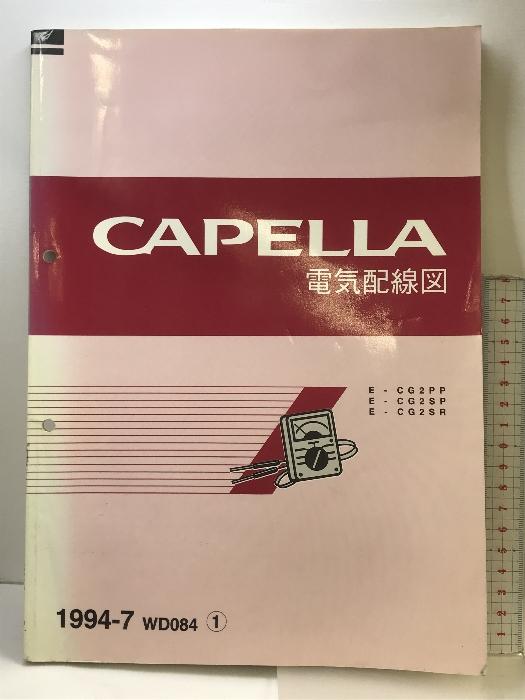 CAPELLA
電気配線図
E - CG2PP
E - CG2SP
E - CG2SR
1994-7 WD084 ①